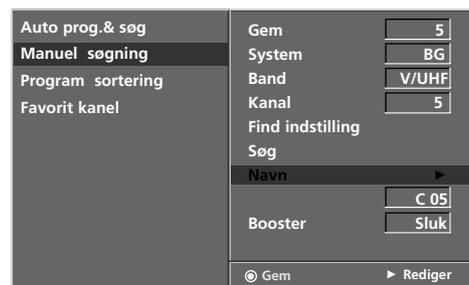 Auto prog.& søg
Manuel søgning
Program sortering
Favorit kanel
Gem 5
System BG
Band V/UHF
Kanal 5
Find indstilling
Søg
Navn ►
C 05
Booster Sluk
◉ Gem ► Rediger